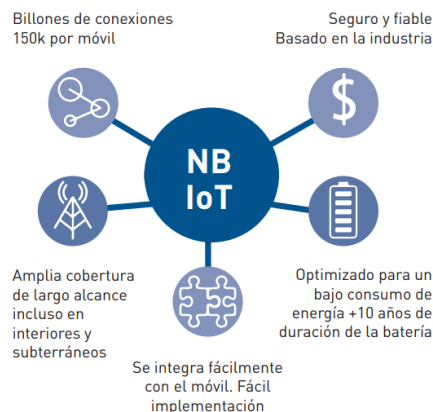 Billones de conexiones
150k por móvil
Seguro y fiable
Basado en la industria
$
NB
IoT
Amplia cobertura
de largo alcance
incluso en
interiores y
subterráneos
Se integra fácilmente
con el móvil. Fácil
implementación
Optimizado para un
bajo consumo de
energía +10 años de
duración de la batería